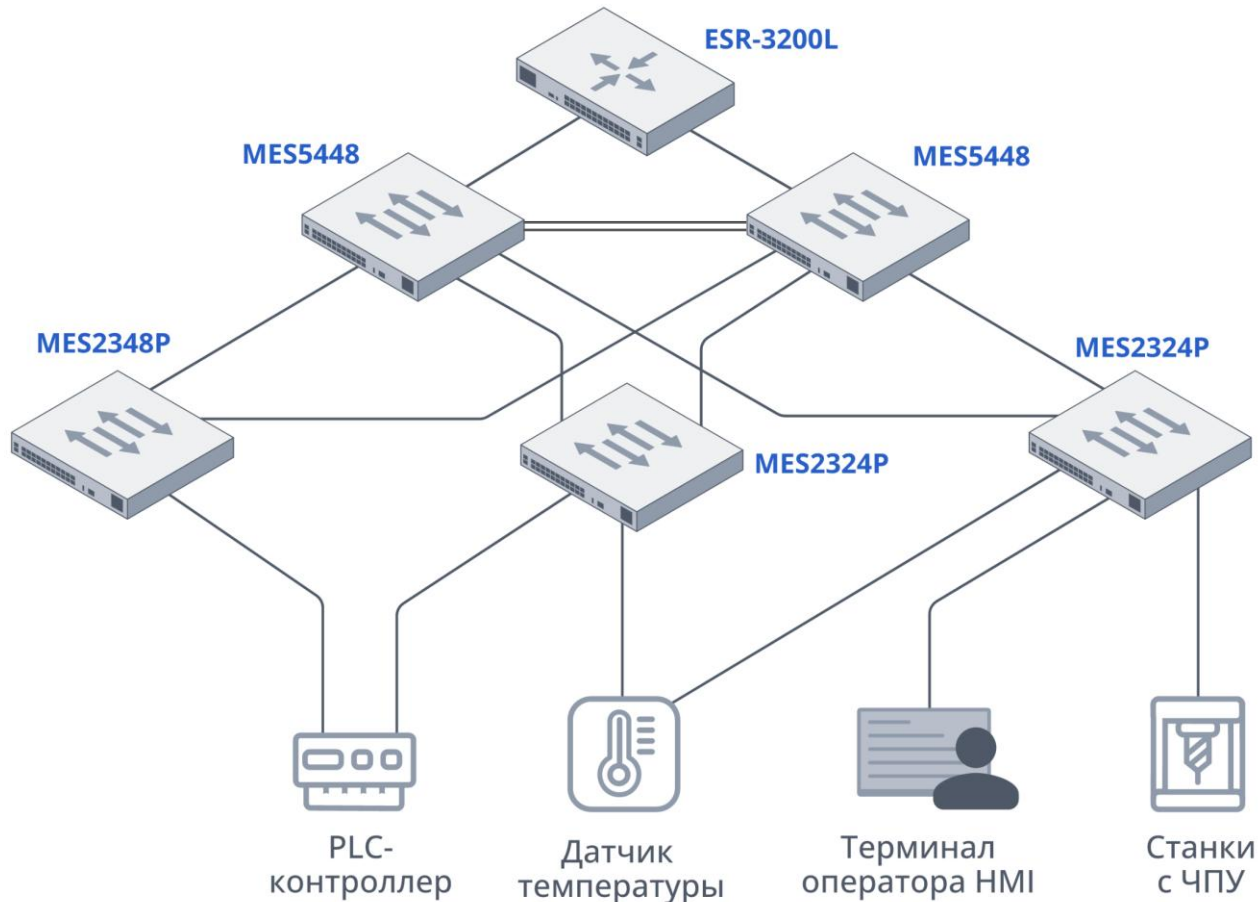 ESR-3200L
MES5448
MES5448
MES2348P
MES2324P
MES2324P
PLC-
контроллер
Датчик
температуры
Терминал
оператора HMI
Станки
с ЧПУ